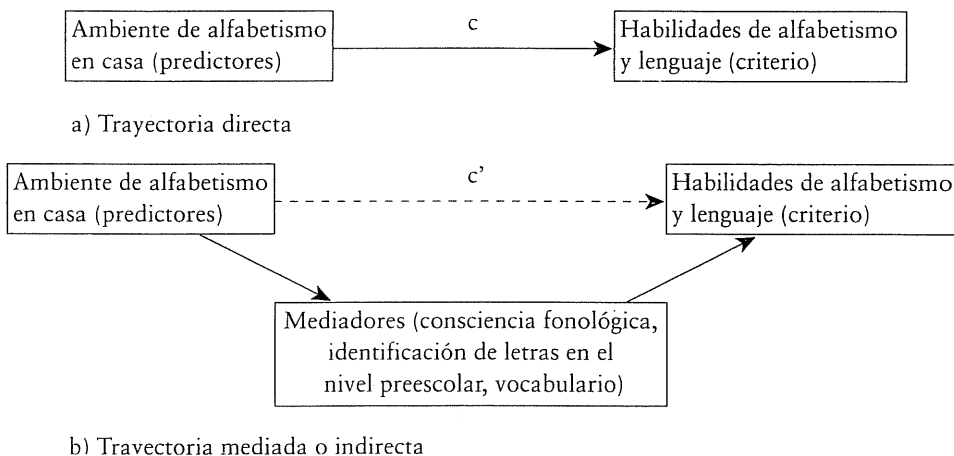 c
Ambiente de alfabetismo
en casa (predictores)
Habilidades de alfabetismo
y lenguaje (criterio)
a) Trayectoria directa
c'
Ambiente de alfabetismo
en casa (predictores)
Habilidades de alfabetismo
y lenguaje (criterio)
Mediadores (consciencia fonológica,
identificación de letras en el
nivel preescolar, vocabulario)
b) Trayectoria mediada o indirecta